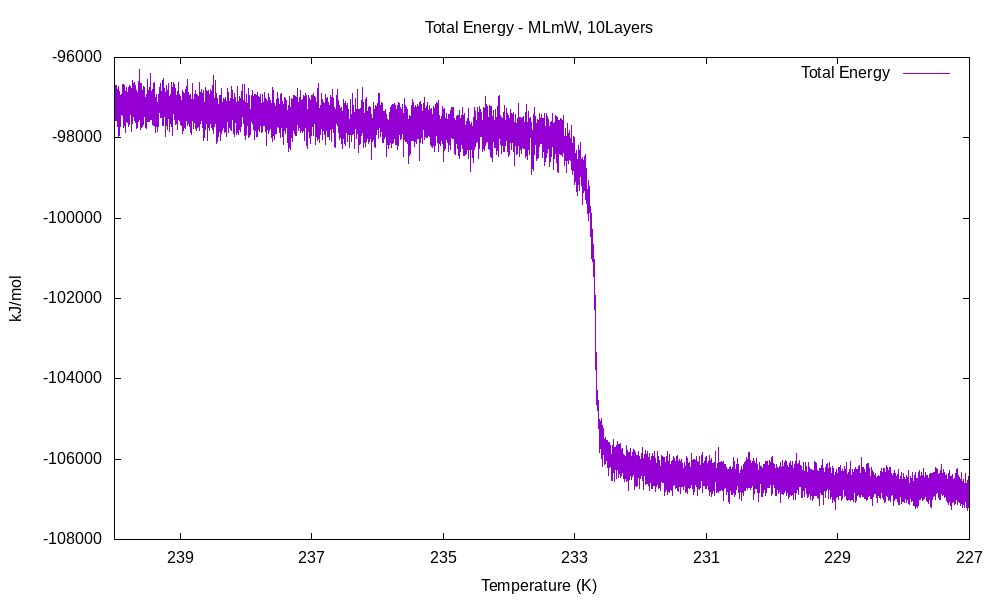 Total Energy - MLmW, 10Layers
Total Energy
-96000
-98000
-100000
-102000
-104000
-106000
-108000
kJ/mol
239 237 235 233 231 229 227
Temperature (K)